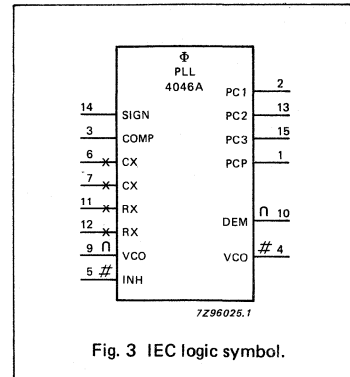 Φ
PLL
4046A
14 SIGN
3 COMP
6 CX
7 CX
11 RX
12 RX
9 ∩ VCO
5 # INH
PC1 2
PC2 13
PC3 15
PCP 1
DEM ∩ 10
VCO # 4
7Z96025.1
Fig. 3 IEC logic symbol.